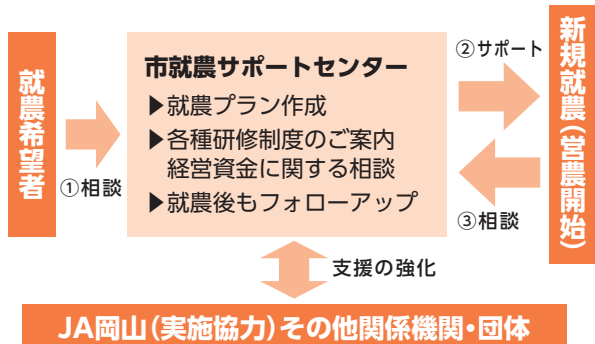 就農希望者
①相談
市就農サポートセンター
▶就農プラン作成
▶各種研修制度のご案内
経営資金に関する相談
▶就農後もフォローアップ
②サポート
③相談
新規就農（営農開始）
支援の強化
JA岡山（実施協力）その他関係機関・団体